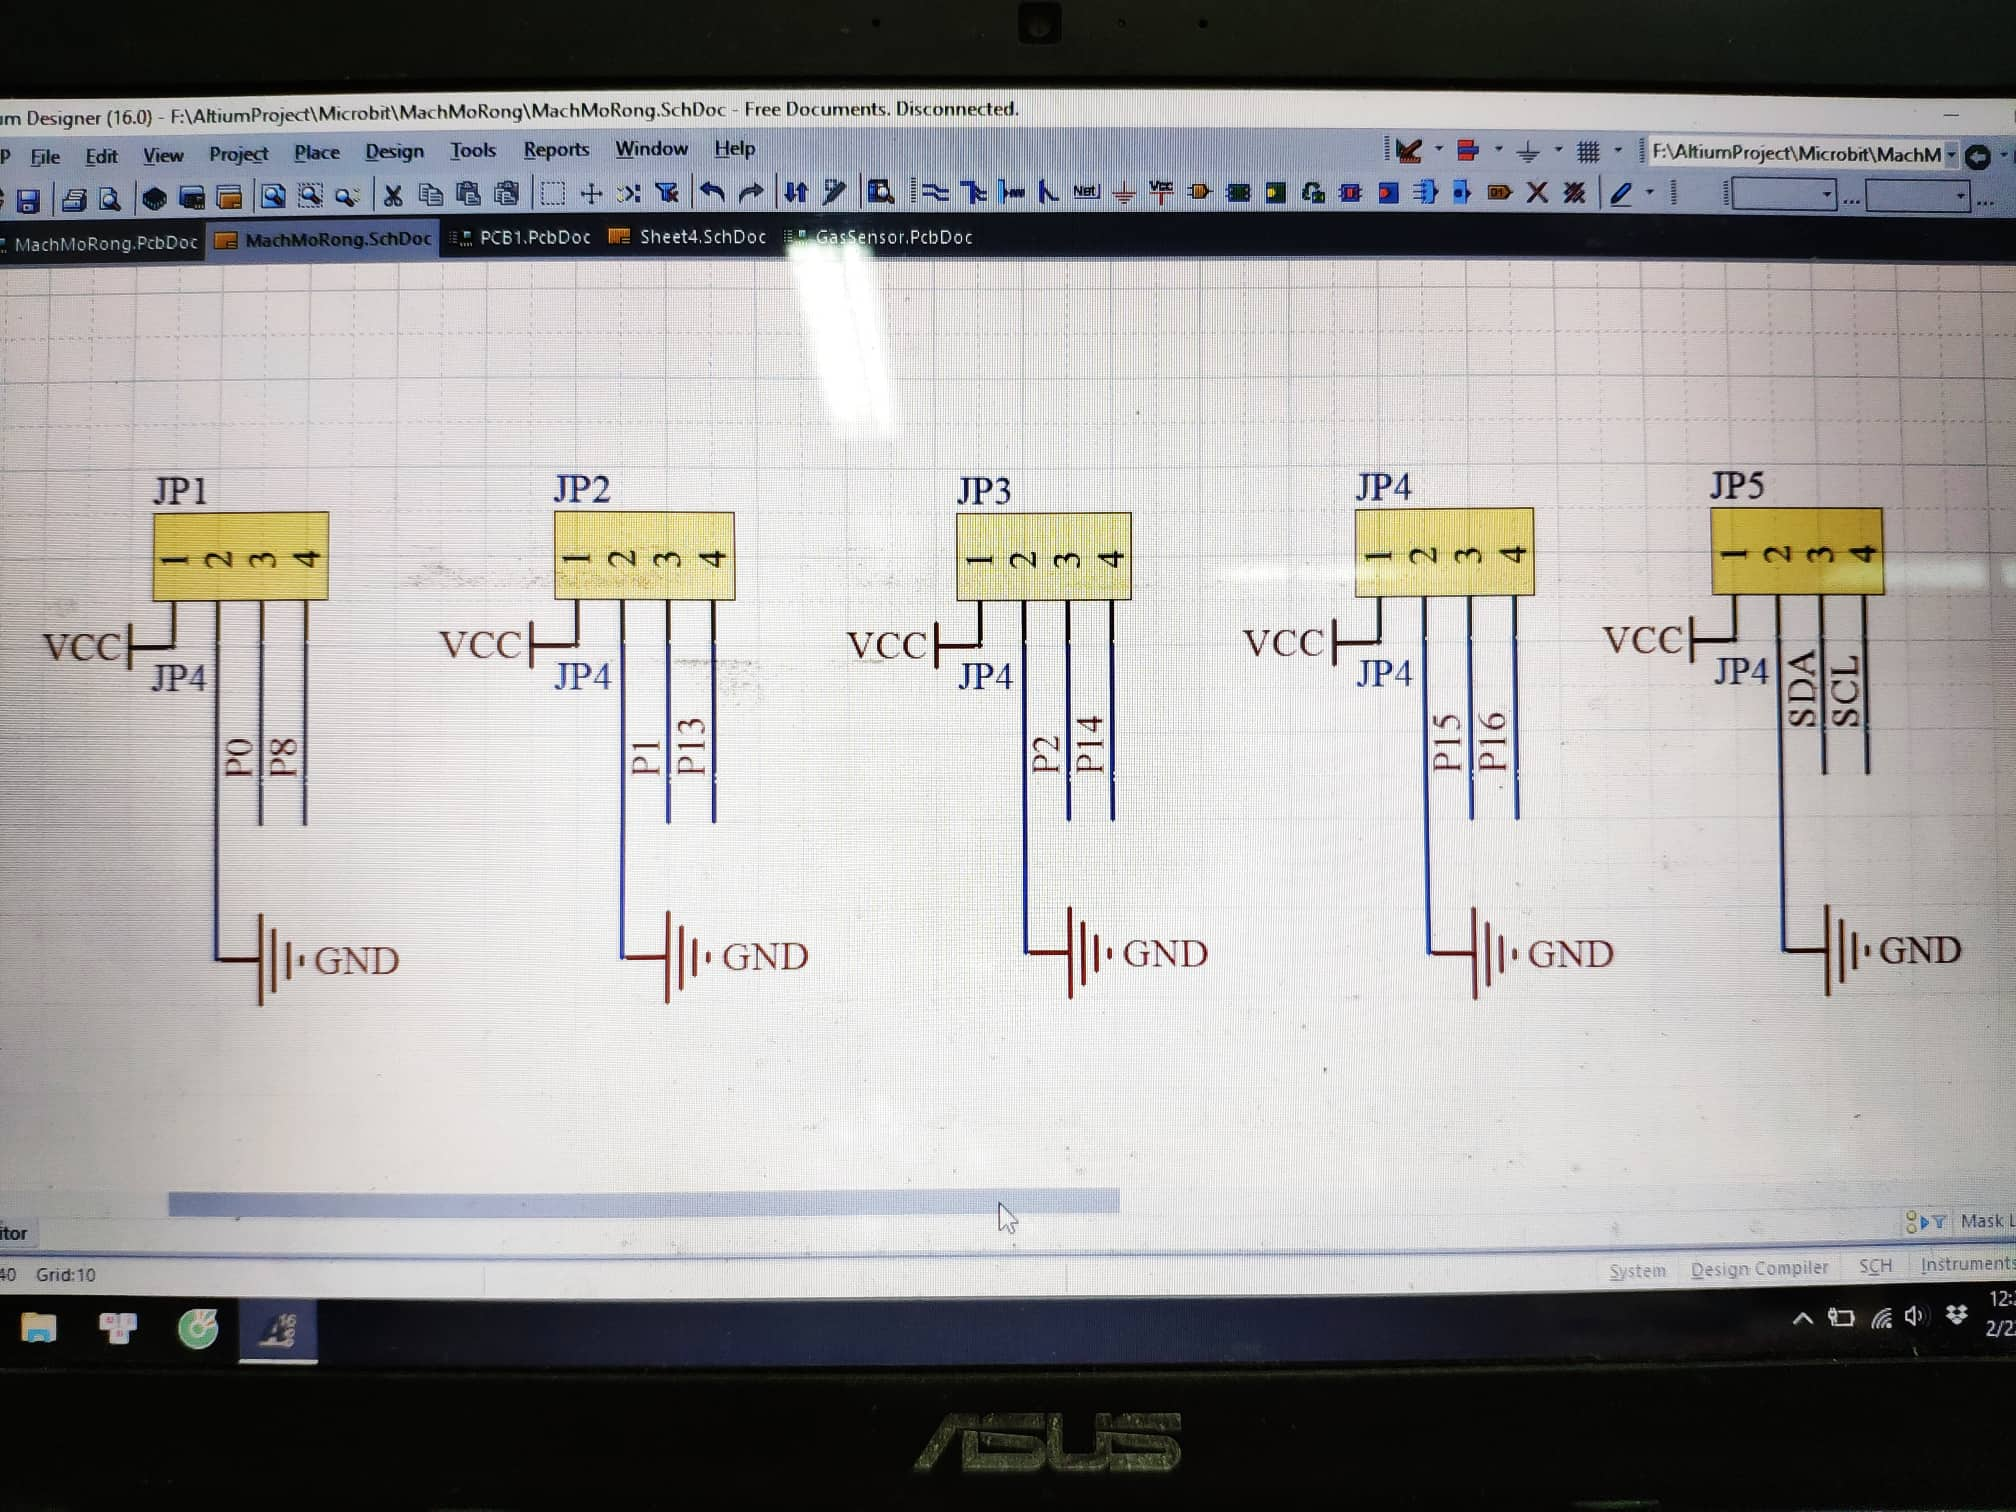 um Designer (16.0) - F:\AltiumProject\Microbit\MachMoRong\MachMoRong.SchDoc - Free Documents. Disconnected.
P File Edit View Project Place Design Tools Reports Window Help
F:\AltiumProject\Microbit\MachM
Net
Vcc
MachMoRong.PcbDoc MachMoRong.SchDoc PCB1.PcbDoc Sheet4.SchDoc GasSensor.PcbDoc
JP1 JP2 JP3 JP4 JP5
1 2 3 4 1 2 3 4 1 2 3 4 1 2 3 4 1 2 3 4
VCC VCC VCC VCC VCC
JP4 JP4 JP4 JP4 JP4
P0 P8 P1 P13 P2 P14 P15 P16 SDA SCL
GND GND GND GND GND
itor
Mask L
40 Grid:10
System Design Compiler SCH Instruments
12:
2/2
ASUS